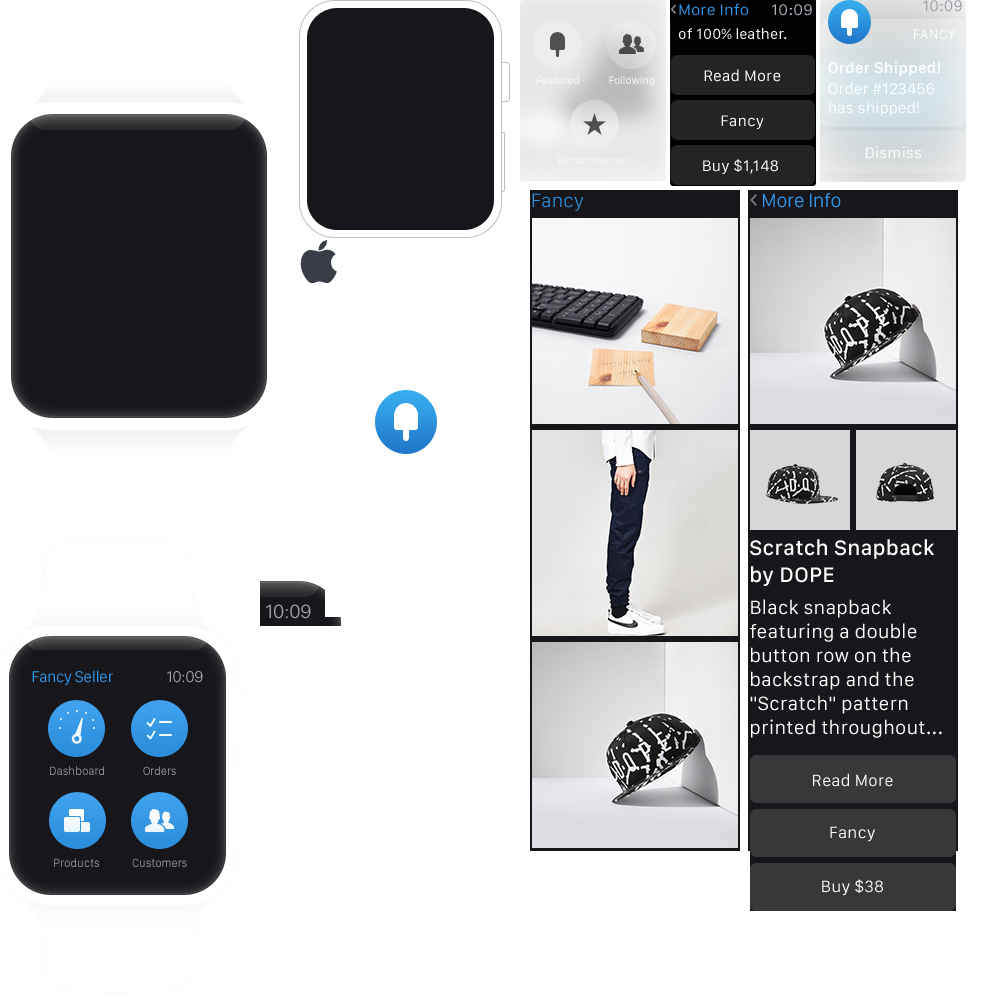 Featured
Following
Recommended
More Info 10:09
of 100% leather.
Read More
Fancy
Buy $1,148
10:09
FANCY
Order Shipped!
Order #123456
has shipped!
Dismiss
Fancy
More Info
Scratch Snapback
by DOPE
Black snapback
featuring a double
button row on the
backstrap and the
"Scratch" pattern
printed throughout...
Read More
Fancy
Buy $38
10:09
Fancy Seller 10:09
Dashboard
Orders
Products
Customers